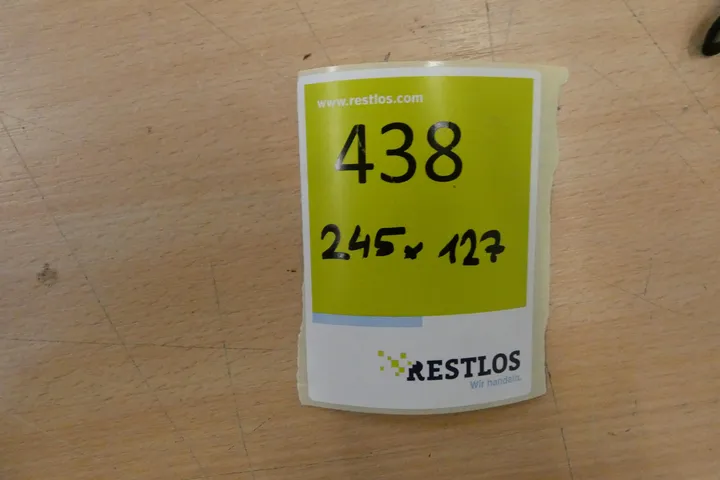 www.restlos.com
438
245 x 127
RESTLOS
Wir handeln.